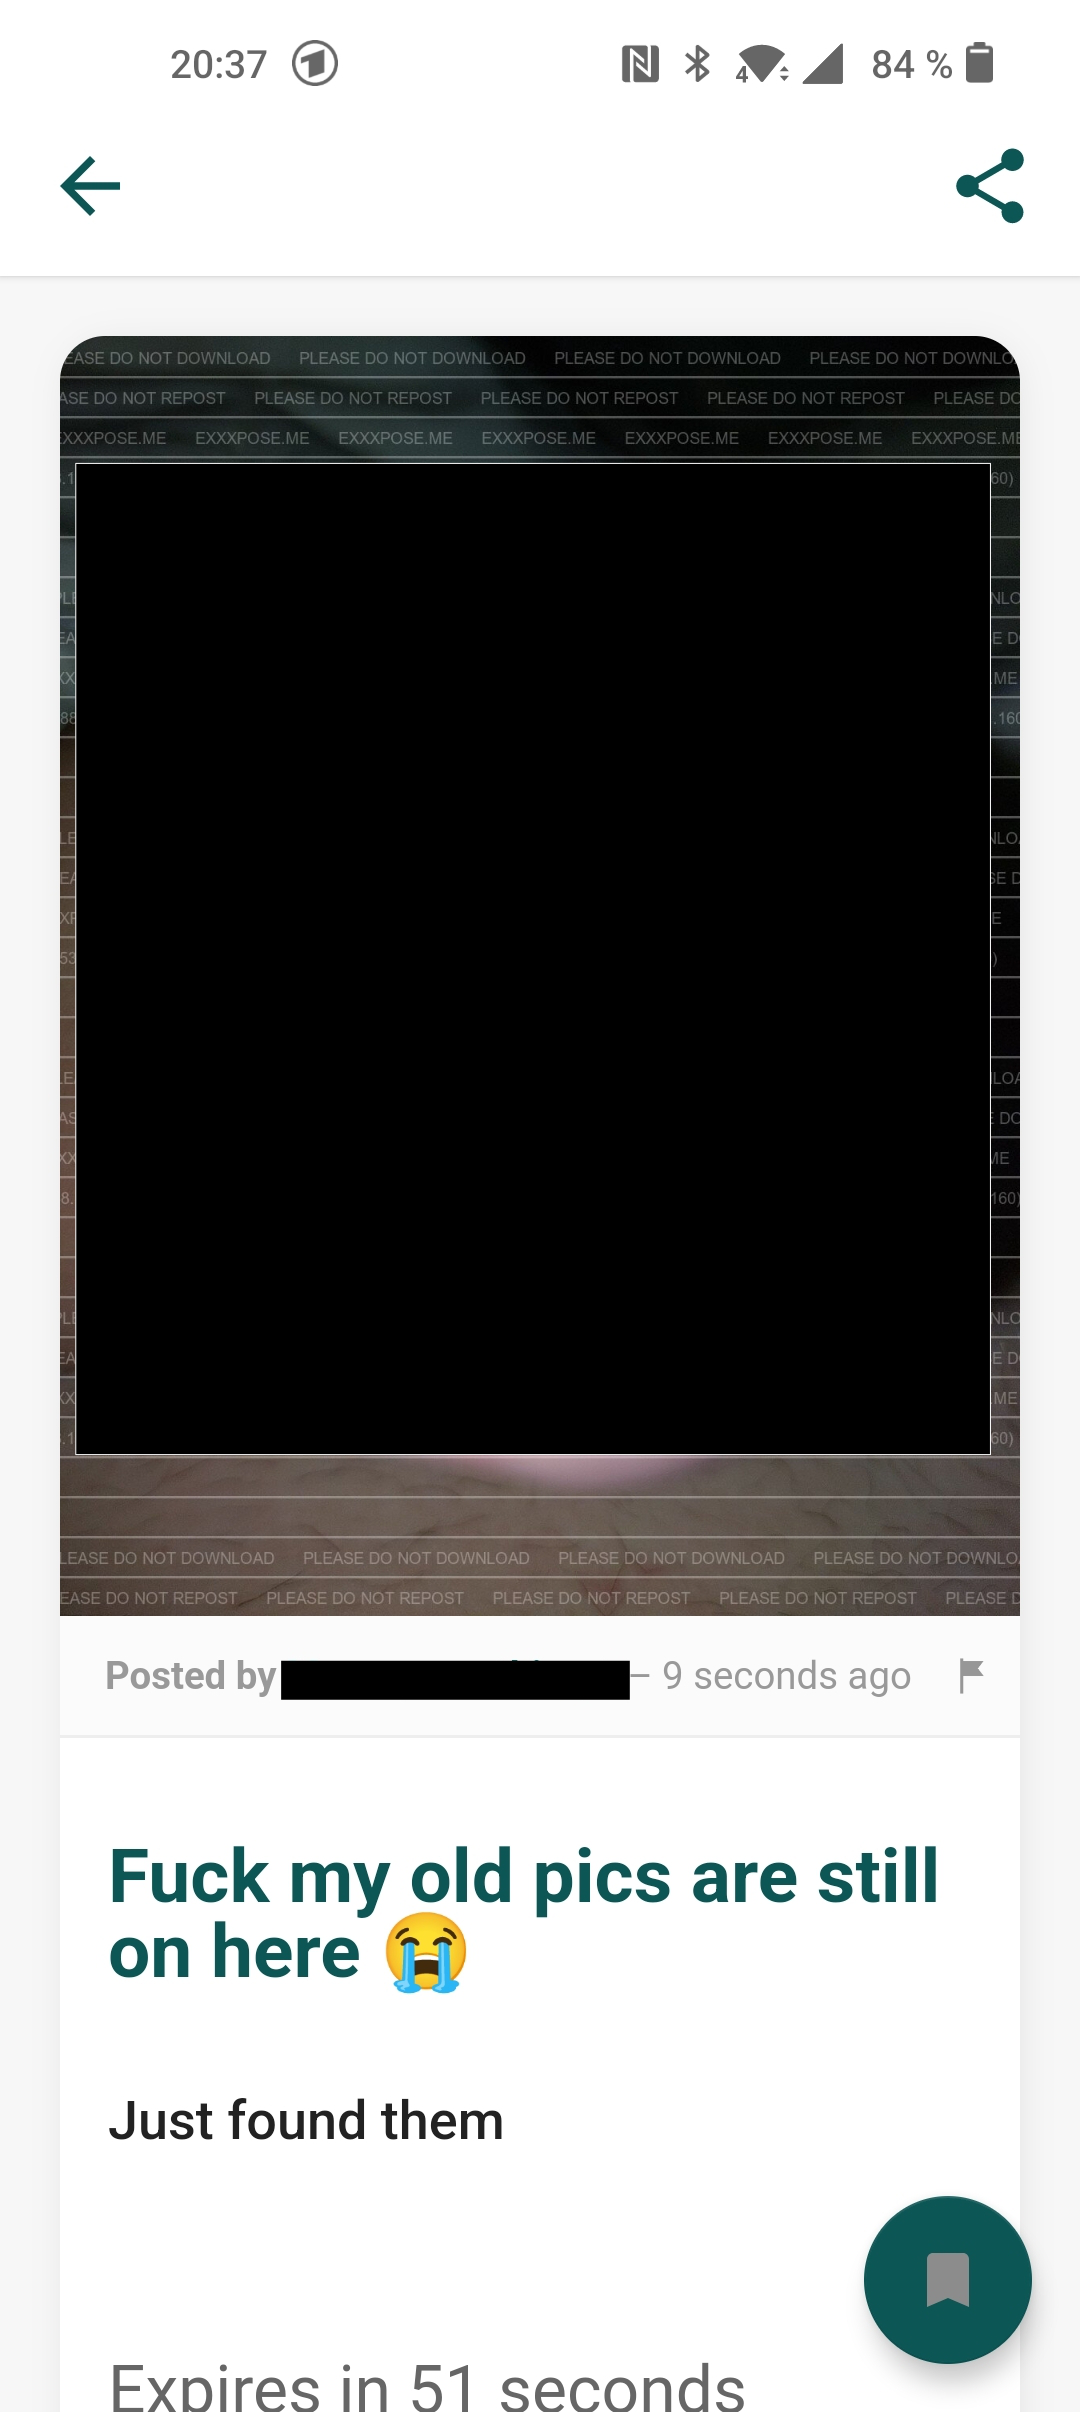 20:37 4 84 %
EASE DO NOT DOWNLOAD PLEASE DO NOT DOWNLOAD PLEASE DO NOT DOWNLOAD PLEASE DO NOT DOWNLO
ASE DO NOT REPOST PLEASE DO NOT REPOST PLEASE DO NOT REPOST PLEASE DO NOT REPOST PLEASE DO
EXXXPOSE.ME EXXXPOSE.ME EXXXPOSE.ME EXXXPOSE.ME EXXXPOSE.ME EXXXPOSE.ME EXXXPOSE.ME
LEASE DO NOT DOWNLOAD PLEASE DO NOT DOWNLOAD PLEASE DO NOT DOWNLOAD PLEASE DO NOT DOWNLO
EASE DO NOT REPOST PLEASE DO NOT REPOST PLEASE DO NOT REPOST PLEASE DO NOT REPOST PLEASE D
Posted by – 9 seconds ago
Fuck my old pics are still
on here 😭
Just found them
Expires in 51 seconds